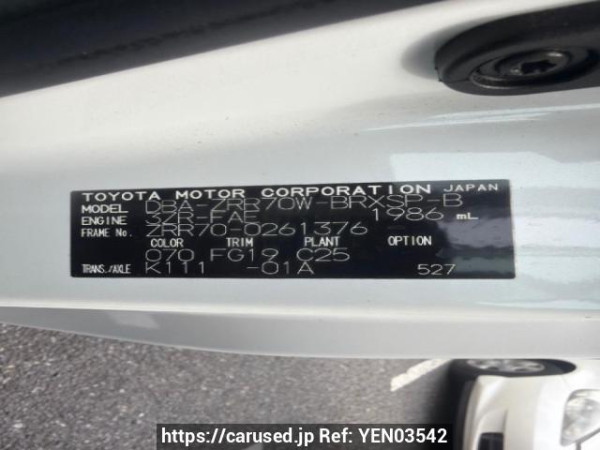 TOYOTA MOTOR CORPORATION JAPAN
MODEL DBA-ZRR70W-BRXSP-B
ENGINE 3ZR-FAE 1986 mL
FRAME No. ZRR70-0261376
COLOR TRIM PLANT OPTION
070 FG19 C25
TRANS./AXLE K111 -01A 527
https://carused.jp Ref: YEN03542